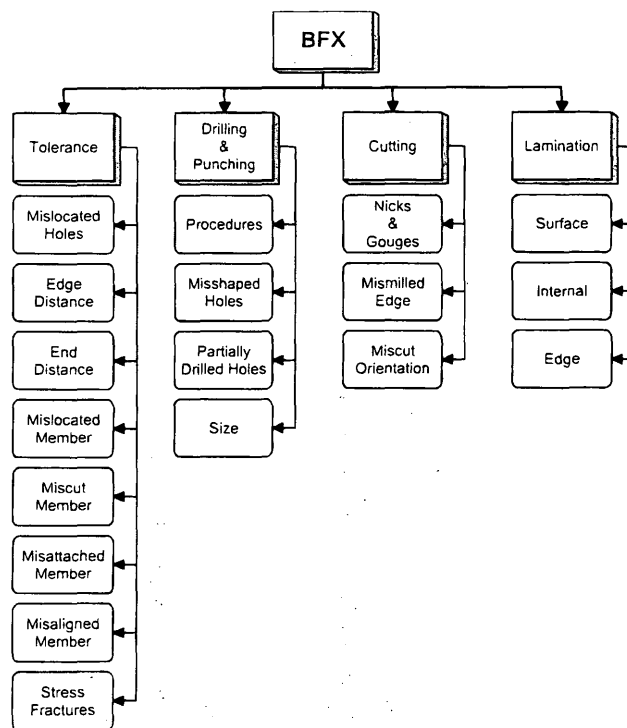 BFX
Tolerance
Mislocated
Holes
Edge
Distance
End
Distance
Mislocated
Member
Miscut
Member
Misattached
Member
Misaligned
Member
Stress
Fractures
Drilling
&
Punching
Procedures
Misshaped
Holes
Partially
Drilled Holes
Size
Cutting
Nicks
&
Gouges
Mismilled
Edge
Miscut
Orientation
Lamination
Surface
Internal
Edge